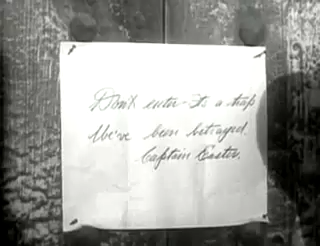 Don't enter - It's a trap
We've been betrayed.
Captain Easter.